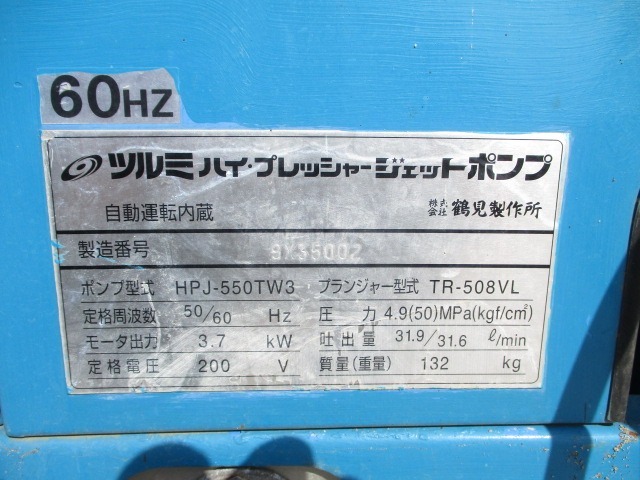 60HZ
ツルミハイ・プレッシャージェットポンプ
自動運転内蔵 株式会社 鶴見製作所
製造番号 9X35002
ポンプ型式 HPJ-550TW3 プランジャー型式 TR-508VL
定格周波数 50/60 Hz 圧力 4.9(50)MPa(kgf/cm²)
モータ出力 3.7 kW 吐出量 31.9/31.6 ℓ/min
定格電圧 200 V 質量(重量) 132 kg